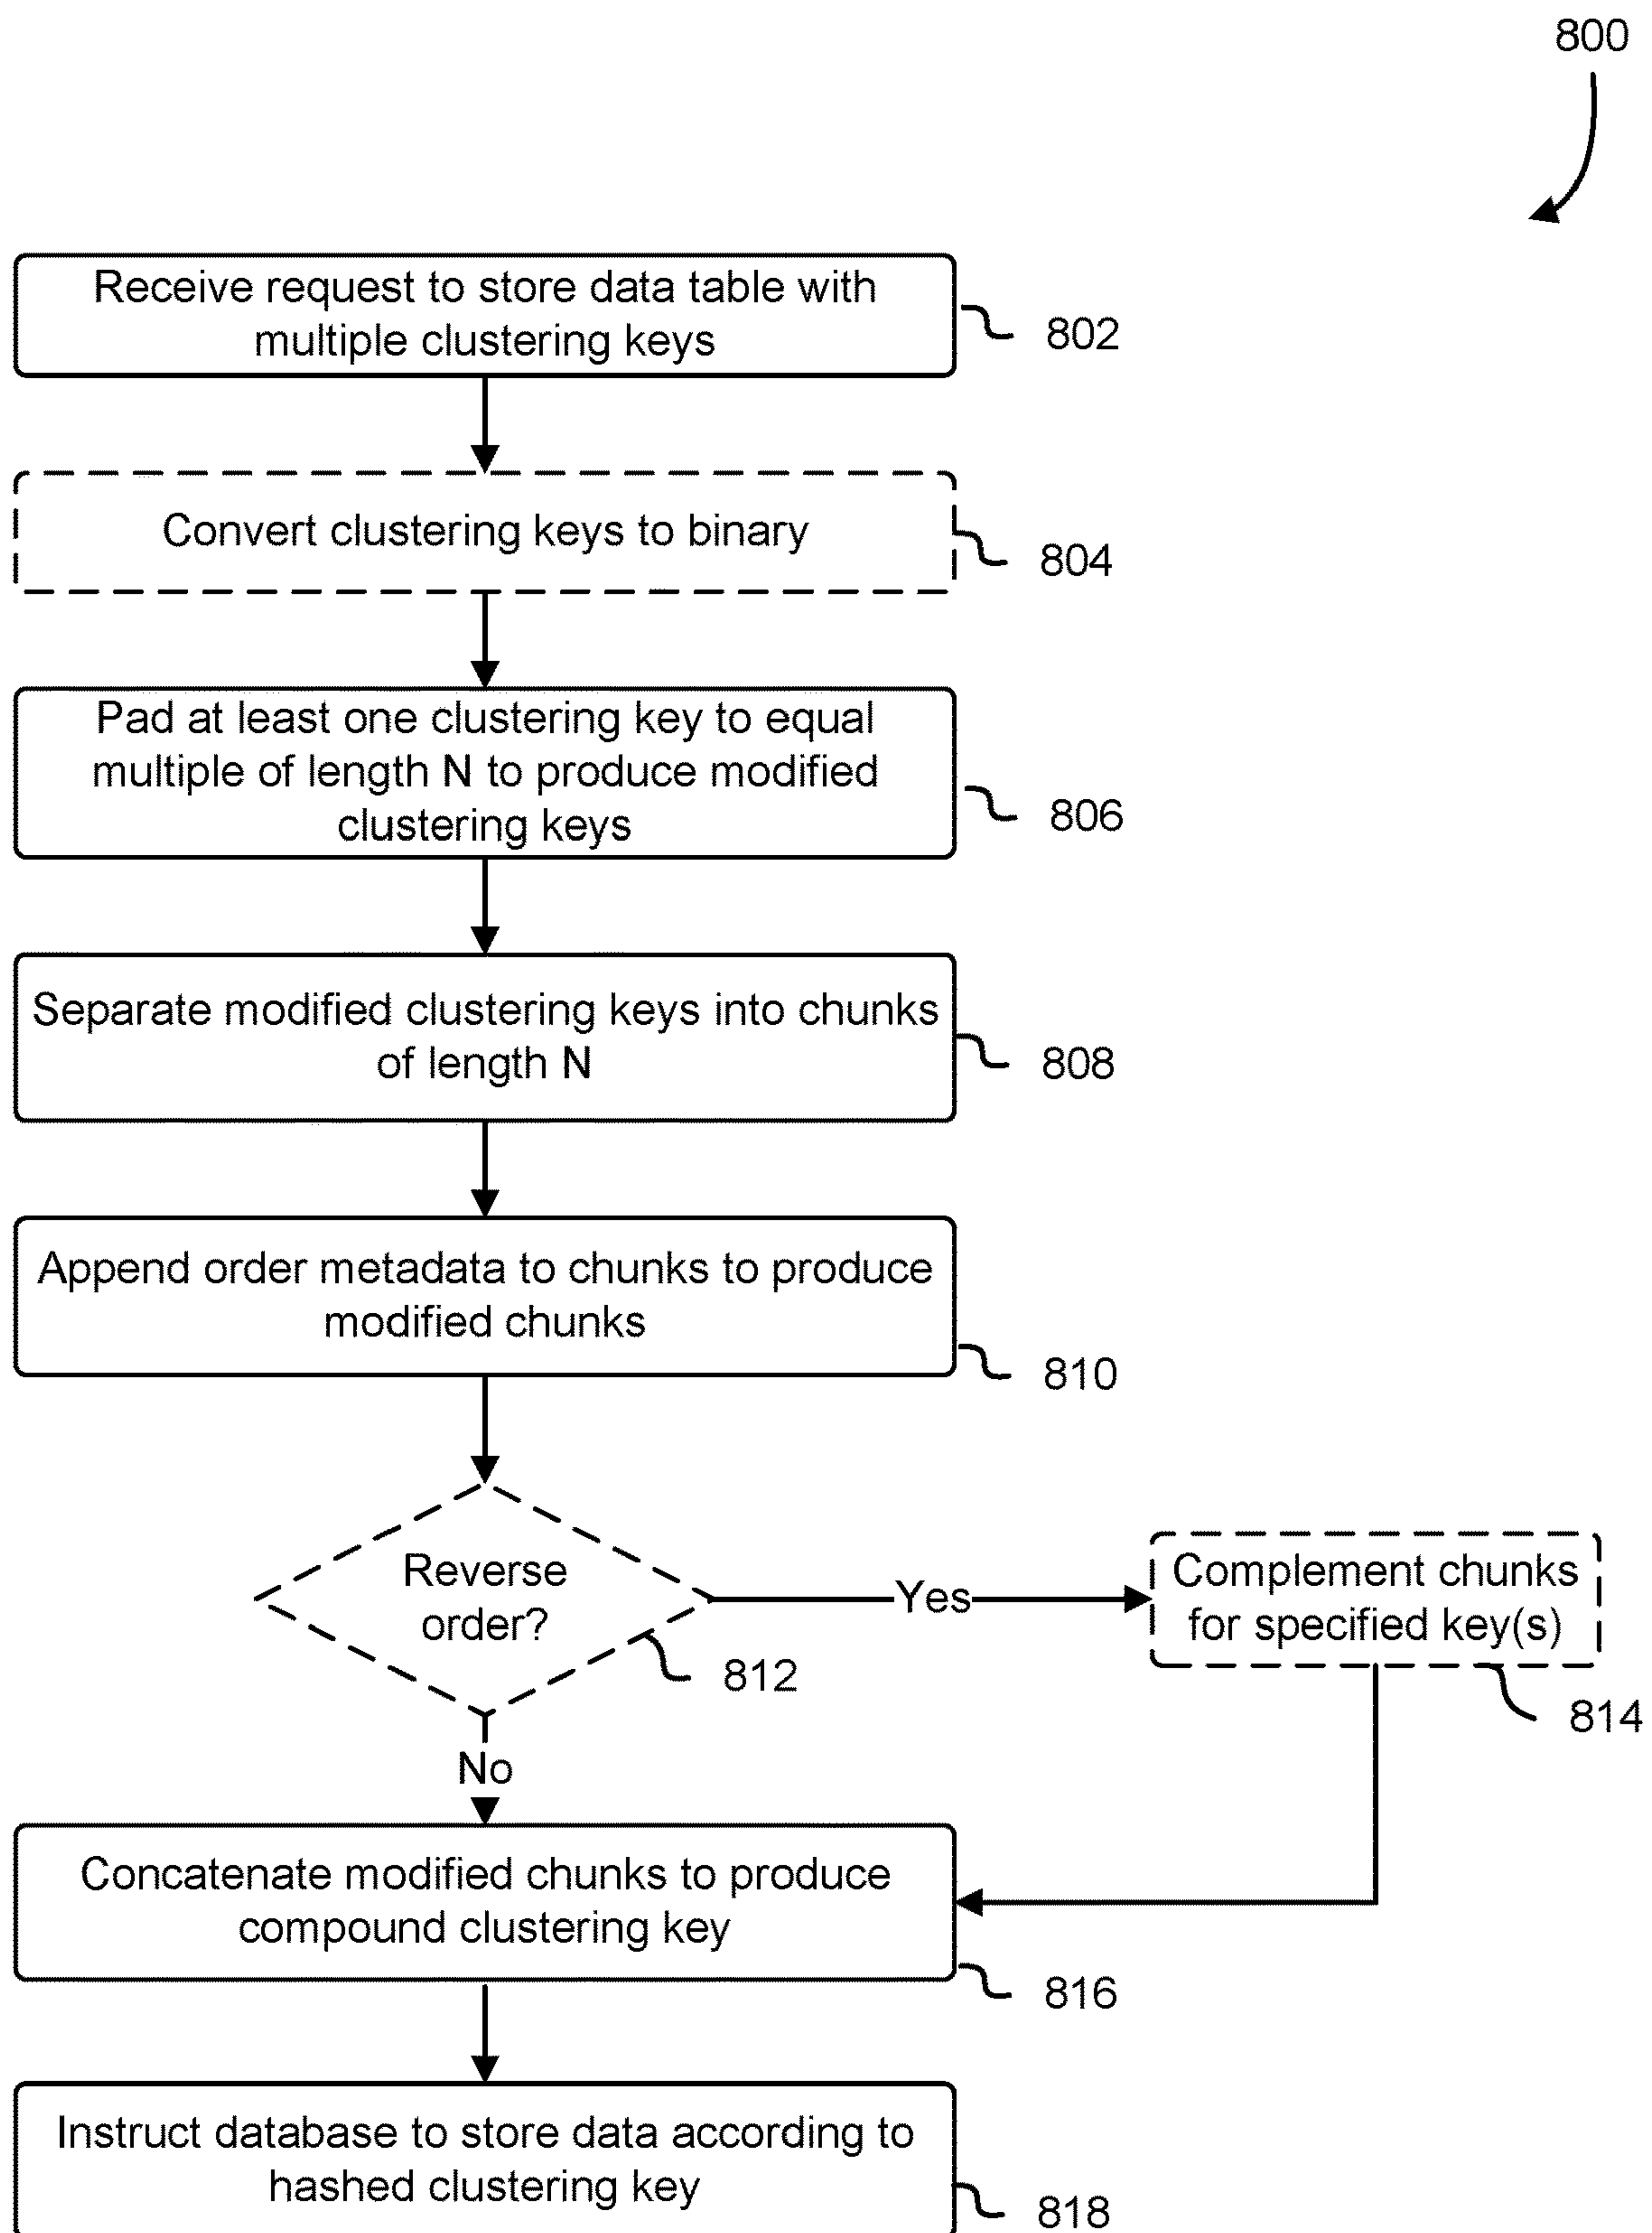 800
Receive request to store data table with
multiple clustering keys
802
Convert clustering keys to binary
804
Pad at least one clustering key to equal
multiple of length N to produce modified
clustering keys
806
Separate modified clustering keys into chunks
of length N
808
Append order metadata to chunks to produce
modified chunks
810
Reverse
order?
812
Yes
Complement chunks
for specified key(s)
814
No
Concatenate modified chunks to produce
compound clustering key
816
Instruct database to store data according to
hashed clustering key
818